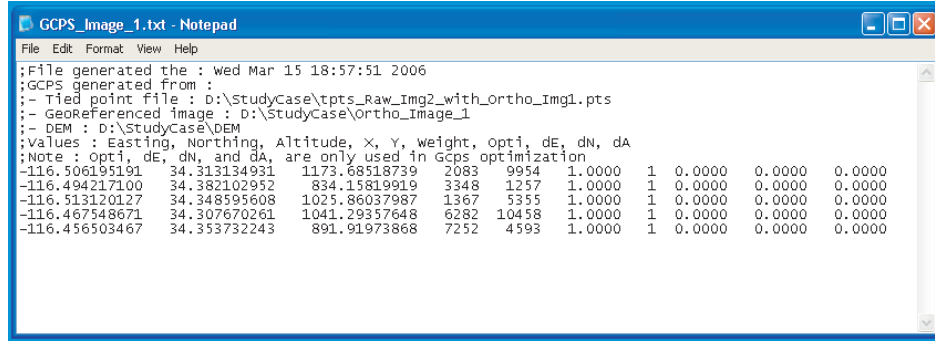 GCPS_Image_1.txt - Notepad
File Edit Format View Help
;File generated the : Wed Mar 15 18:57:51 2006
;GCPS generated from :
;- Tied point file : D:\StudyCase\tpts_Raw_Img2_with_Ortho_Img1.pts
;- GeoReferenced image : D:\StudyCase\Ortho_Image_1
;- DEM : D:\StudyCase\DEM
;Values : Easting, Northing, Altitude, X, Y, Weight, Opti, dE, dN, dA
;Note : Opti, dE, dN, and dA, are only used in Gcps optimization
-116.506195191 34.313134931 1173.68518739 2083 9954 1.0000 1 0.0000 0.0000 0.0000
-116.494217100 34.382102952 834.15819919 3348 1257 1.0000 1 0.0000 0.0000 0.0000
-116.513120127 34.348595608 1025.86037987 1367 5355 1.0000 1 0.0000 0.0000 0.0000
-116.467548671 34.307670261 1041.29357648 6282 10458 1.0000 1 0.0000 0.0000 0.0000
-116.456503467 34.353732243 891.91973868 7252 4593 1.0000 1 0.0000 0.0000 0.0000